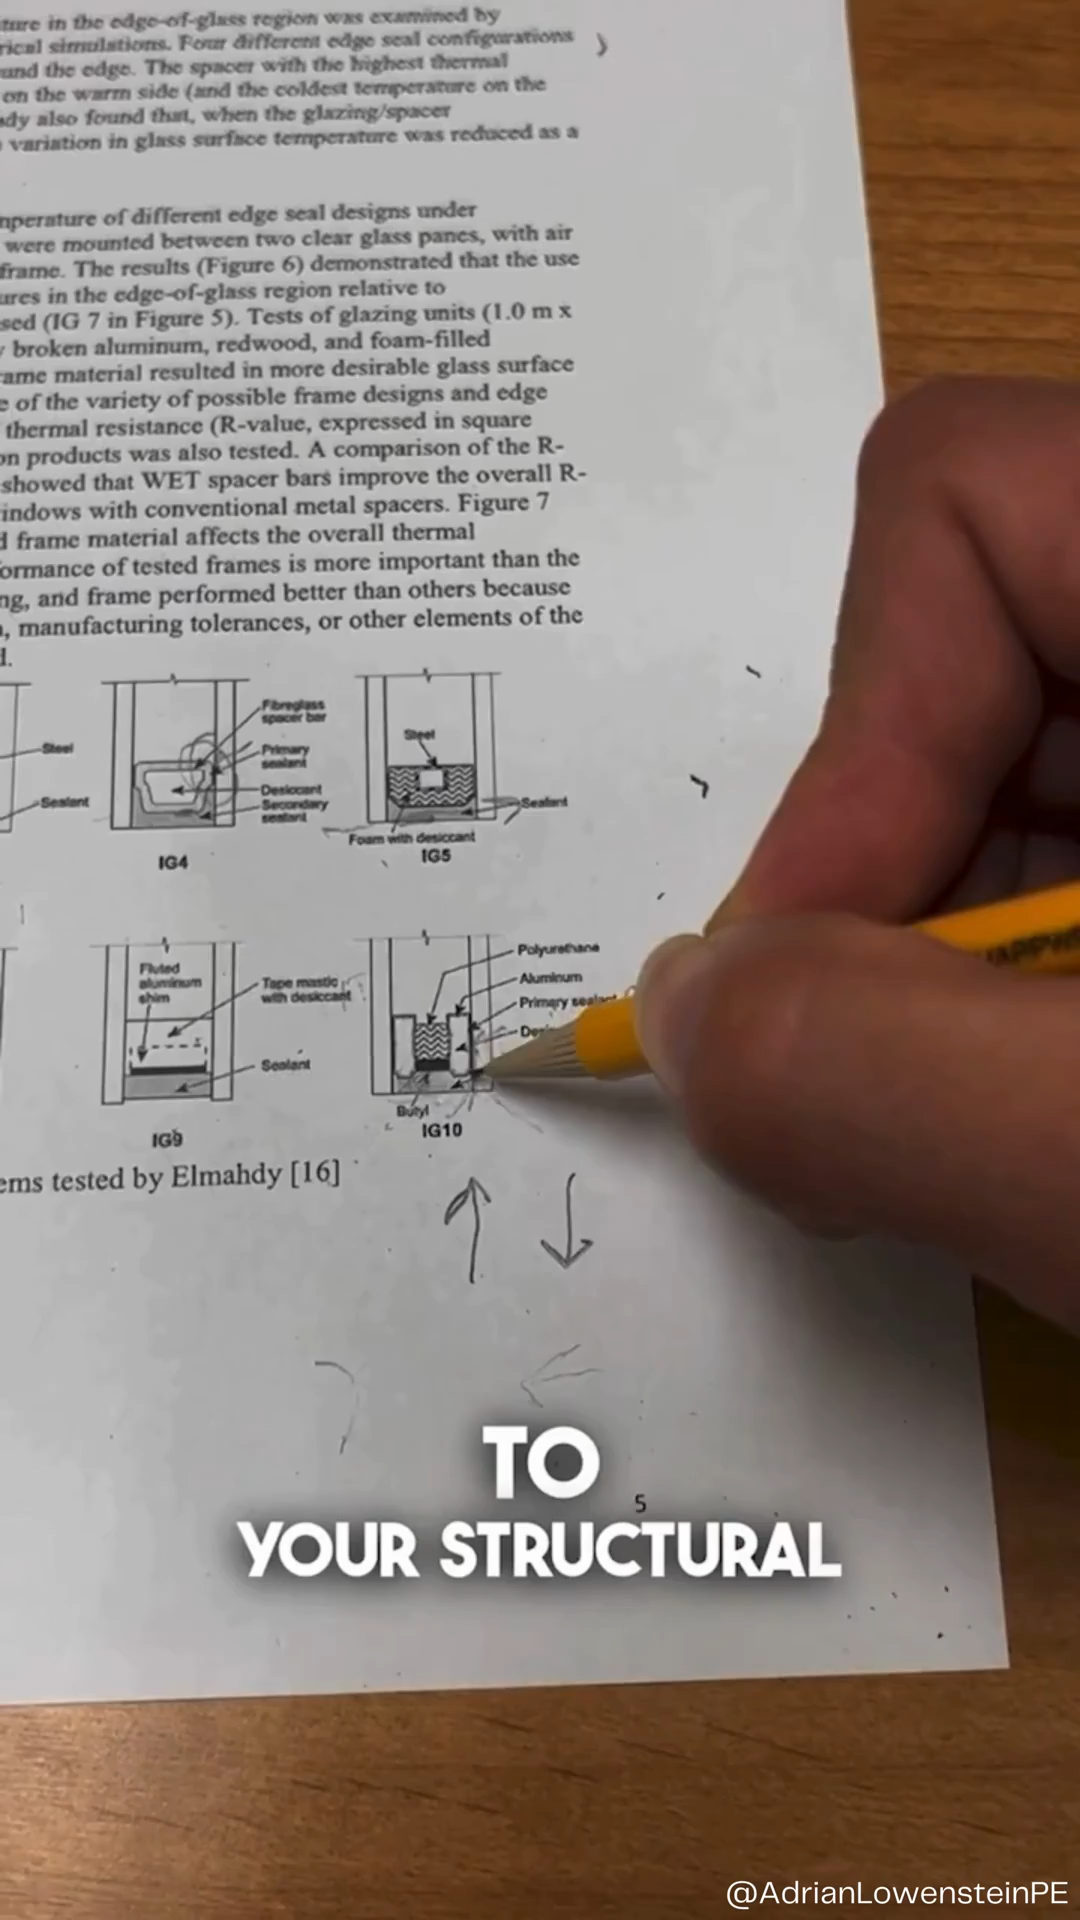 ture in the edge-of-glass region was examined by
rical simulations. Four different edge seal configurations
und the edge. The spacer with the highest thermal
on the warm side (and the coldest temperature on the
dy also found that, when the glazing/spacer
variation in glass surface temperature was reduced as a
nperature of different edge seal designs under
were mounted between two clear glass panes, with air
frame. The results (Figure 6) demonstrated that the use
ures in the edge-of-glass region relative to
sed (IG 7 in Figure 5). Tests of glazing units (1.0 m x
broken aluminum, redwood, and foam-filled
ame material resulted in more desirable glass surface
e of the variety of possible frame designs and edge
thermal resistance (R-value, expressed in square
on products was also tested. A comparison of the R-
showed that WET spacer bars improve the overall R-
indows with conventional metal spacers. Figure 7
d frame material affects the overall thermal
ormance of tested frames is more important than the
ng, and frame performed better than others because
, manufacturing tolerances, or other elements of the
d.
Steel
Sealant
Fibreglass
spacer bar
Primary
sealant
Desiccant
Secondary
sealant
IG4
Steel
Sealant
Foam with desiccant
IG5
Fluted
aluminum
shim
Tape mastic
with desiccant
Sealant
IG9
Polyurethane
Aluminum
Primary sealant
Butyl
IG10
ems tested by Elmahdy [16]
5
TO
YOUR STRUCTURAL
@AdrianLowensteinPE